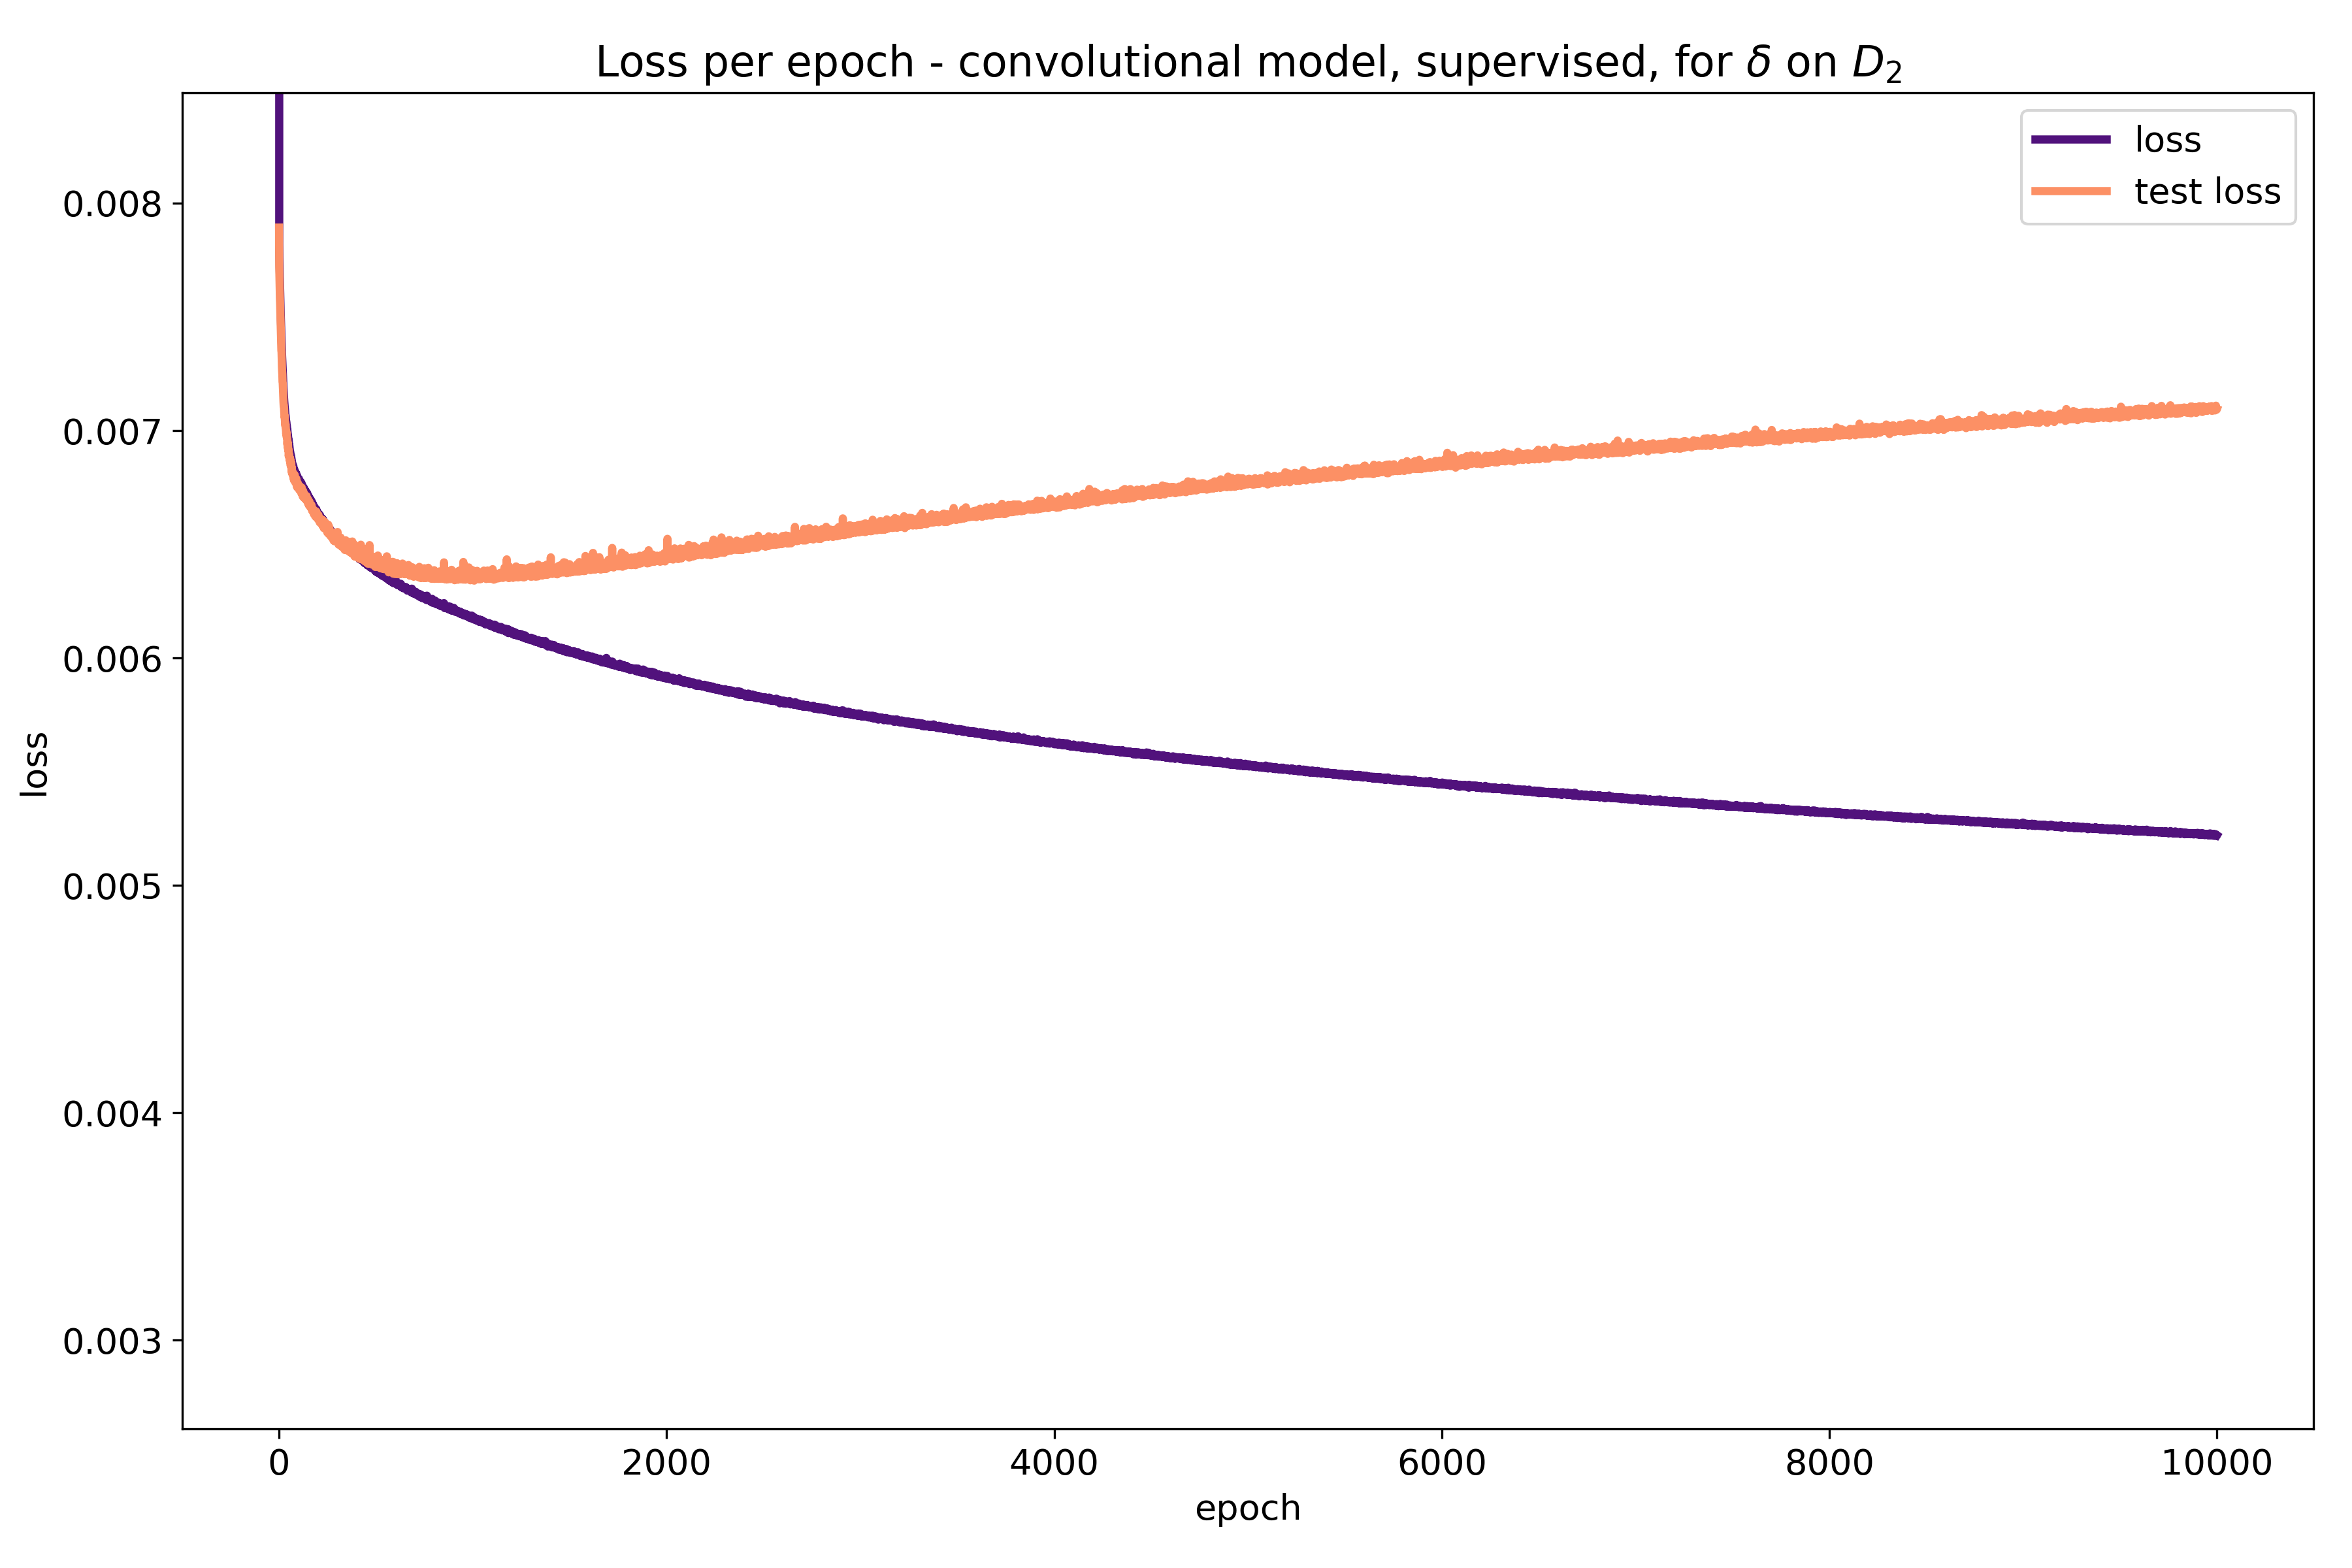 Loss per epoch - convolutional model, supervised, for δ on D₂
loss
test loss
0.008
0.007
0.006
0.005
0.004
0.003
loss
0 2000 4000 6000 8000 10000
epoch